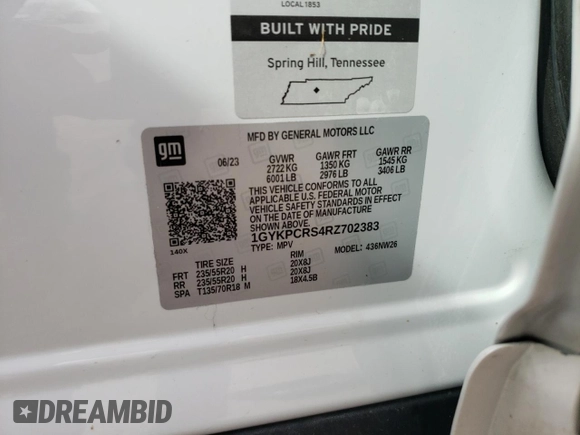 LOCAL 1853
BUILT WITH PRIDE
Spring Hill, Tennessee
gm
MFD BY GENERAL MOTORS LLC
06/23 GVWR GAWR FRT GAWR RR
2722 KG 1350 KG 1545 KG
6001 LB 2976 LB 3406 LB
THIS VEHICLE CONFORMS TO ALL
APPLICABLE U.S. FEDERAL MOTOR
VEHICLE SAFETY STANDARDS IN EFFECT
ON THE DATE OF MANUFACTURE
SHOWN ABOVE.
1GYKPCRS4RZ702383
TYPE: MPV MODEL: 436NW26
140X
TIRE SIZE RIM
FRT 235/55R20 H 20X8J
RR 235/55R20 H 20X8J
SPA T135/70R18 M 18X4.5B
DREAMBID